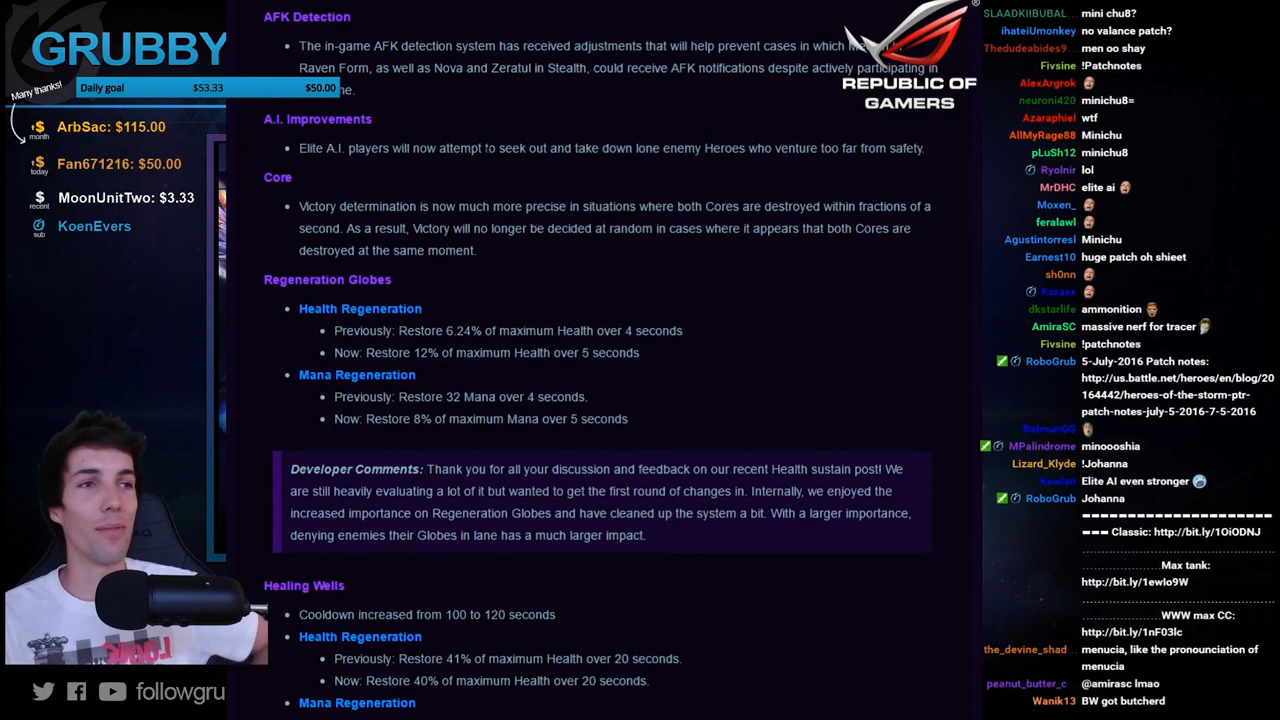 GRUBBY
Many thanks!
Daily goal $53.33 $50.00
$ month ArbSac: $115.00
$ today Fan671216: $50.00
$ recent MoonUnitTwo: $3.33
sub KoenEvers
followgru
REPUBLIC OF
GAMERS
AFK Detection
The in-game AFK detection system has received adjustments that will help prevent cases in which
Raven Form, as well as Nova and Zeratul in Stealth, could receive AFK notifications despite actively participating in
A.I. Improvements
Elite A.I. players will now attempt to seek out and take down lone enemy Heroes who venture too far from safety.
Core
Victory determination is now much more precise in situations where both Cores are destroyed within fractions of a
second. As a result, Victory will no longer be decided at random in cases where it appears that both Cores are
destroyed at the same moment.
Regeneration Globes
Health Regeneration
Previously: Restore 6.24% of maximum Health over 4 seconds
Now: Restore 12% of maximum Health over 5 seconds
Mana Regeneration
Previously: Restore 32 Mana over 4 seconds.
Now: Restore 8% of maximum Mana over 5 seconds
Developer Comments: Thank you for all your discussion and feedback on our recent Health sustain post! We
are still heavily evaluating a lot of it but wanted to get the first round of changes in. Internally, we enjoyed the
increased importance on Regeneration Globes and have cleaned up the system a bit. With a larger importance,
denying enemies their Globes in lane has a much larger impact.
Healing Wells
Cooldown increased from 100 to 120 seconds
Health Regeneration
Previously: Restore 41% of maximum Health over 20 seconds.
Now: Restore 40% of maximum Health over 20 seconds.
Mana Regeneration
SLAADKIIBUBAL... mini chu8?
ihateiUmonkey no valance patch?
Thedudeabides9... men oo shay
Fivsine !Patchnotes
AlexArgrok
neuroni420 minichu8=
Azaraphiel wtf
AllMyRage88 Minichu
pLuSh12 minichu8
Ryolnir lol
MrDHC elite ai
Moxen_
feralawl
Agustintorresl Minichu
Earnest10 huge patch oh shieet
sh0nn
Koraxx
dkstarlife ammonition
AmiraSC massive nerf for tracer
Fivsine !patchnotes
RoboGrub 5-July-2016 Patch notes:
http://us.battle.net/heroes/en/blog/20
164442/heroes-of-the-storm-ptr-
patch-notes-july-5-2016-7-5-2016
BalmunGG
MPalindrome minoooshia
Lizard_Klyde !Johanna
Kewlan Elite AI even stronger
RoboGrub Johanna
Classic: http://bit.ly/1OiODNJ
Max tank:
http://bit.ly/1ewIo9W
WWW max CC:
http://bit.ly/1nF03lc
the_devine_shad... menucia, like the pronounciation of
menucia
peanut_butter_c @amirasc lmao
Wanik13 BW got butcherd